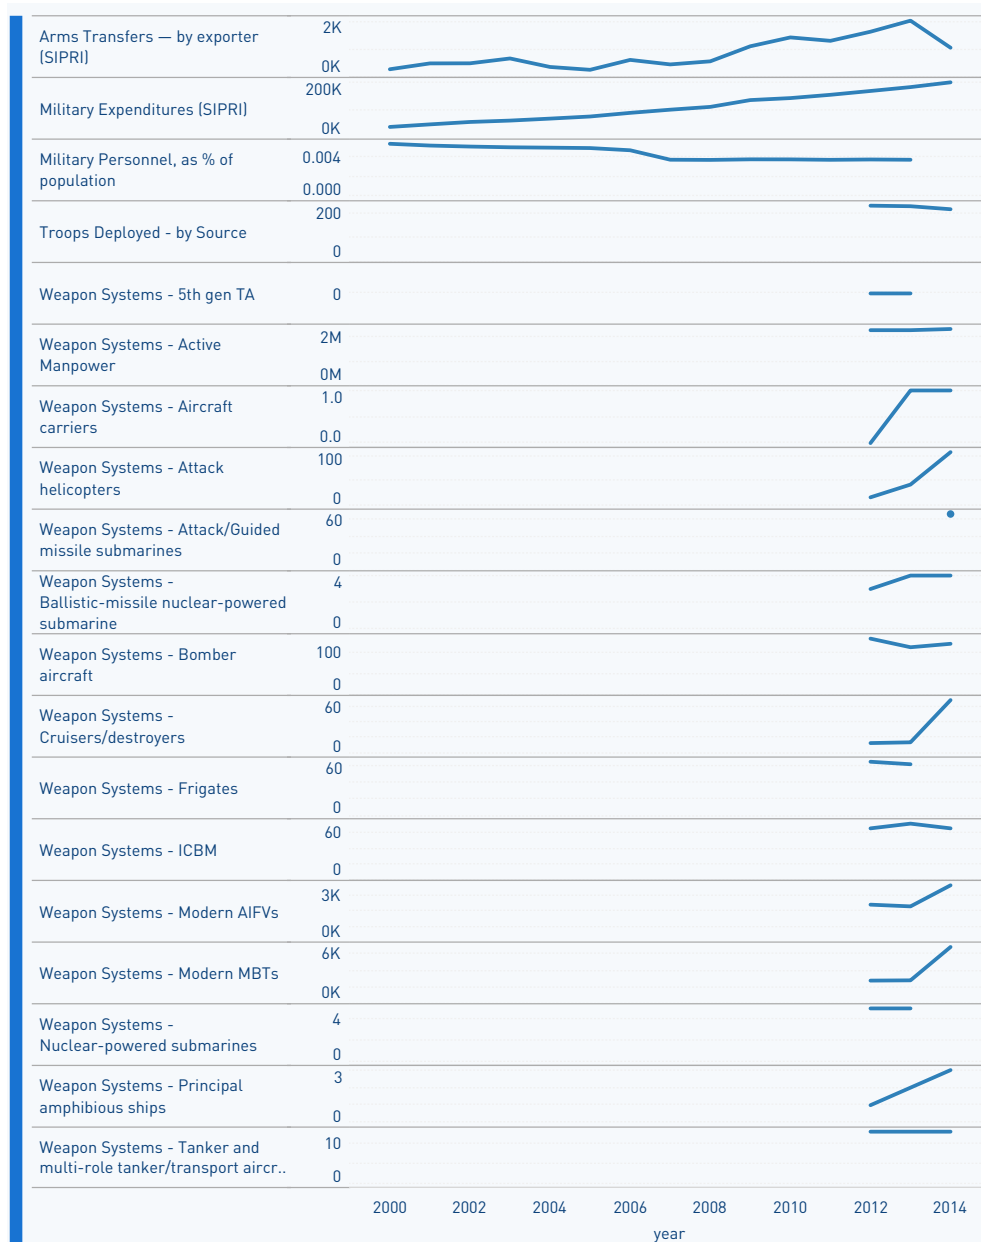 Arms Transfers — by exporter
(SIPRI)
2K
0K
Military Expenditures (SIPRI)
200K
0K
Military Personnel, as % of
population
0.004
0.000
Troops Deployed - by Source
200
0
Weapon Systems - 5th gen TA
0
Weapon Systems - Active
Manpower
2M
0M
Weapon Systems - Aircraft
carriers
1.0
0.0
Weapon Systems - Attack
helicopters
100
0
Weapon Systems - Attack/Guided
missile submarines
60
0
Weapon Systems -
Ballistic-missile nuclear-powered
submarine
4
0
Weapon Systems - Bomber
aircraft
100
0
Weapon Systems -
Cruisers/destroyers
60
0
Weapon Systems - Frigates
60
0
Weapon Systems - ICBM
60
0
Weapon Systems - Modern AIFVs
3K
0K
Weapon Systems - Modern MBTs
6K
0K
Weapon Systems -
Nuclear-powered submarines
4
0
Weapon Systems - Principal
amphibious ships
3
0
Weapon Systems - Tanker and
multi-role tanker/transport aircr..
10
0
2000 2002 2004 2006 2008 2010 2012 2014
year